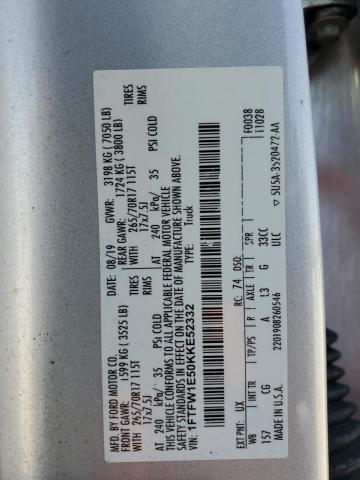 MFD. BY FORD MOTOR CO.
DATE: 08/19 GVWR: 3198 KG (7050 LB)
FRONT GAWR: 1599 KG (3525 LB) REAR GAWR: 1724 KG (3800 LB)
265/70R17 115T WITH 265/70R17 115T TIRES
17x7.5J 17x7.5J RIMS
AT 240 kPa/ 35 PSI COLD AT 240 kPa/ 35 PSI COLD
THIS VEHICLE CONFORMS TO ALL APPLICABLE FEDERAL MOTOR VEHICLE
SAFETY STANDARDS IN EFFECT ON THE DATE OF MANUFACTURE SHOWN ABOVE.
VIN: 1FTFW1E50KKE52332
TYPE: Truck
F0038
11028
EXT PNT: UX RC: 74 DSO:
WB INT TR TP/PS R AXLE TR SPR
157 CG A L3 G 33CC
ULC
2201908260546
MADE IN U.S.A. ▽ 5U5A-3520472-AA